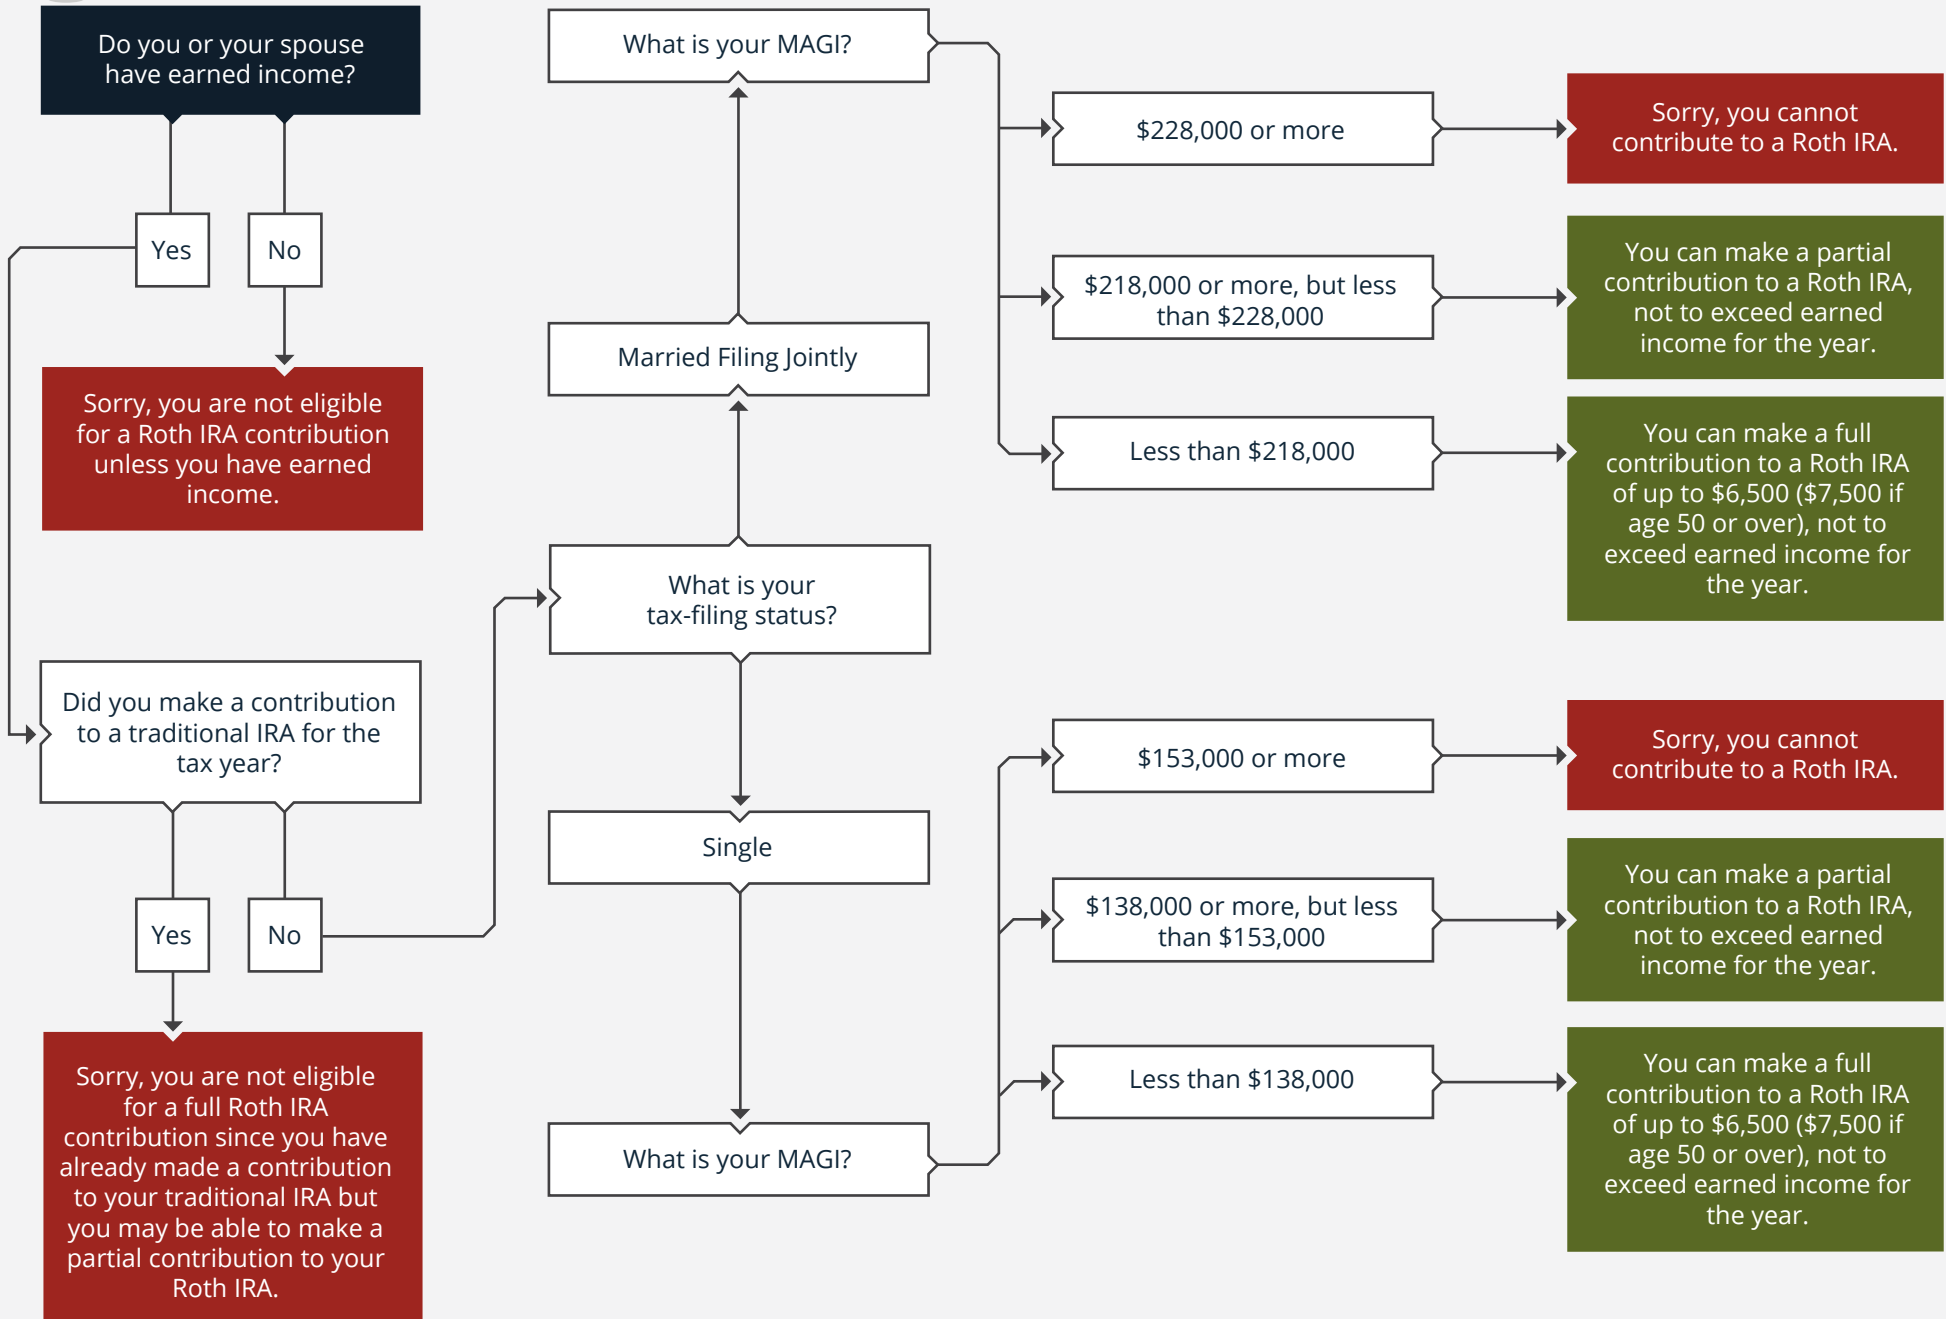 Do you or your spouse
have earned income?
Yes
No
Sorry, you are not eligible
for a Roth IRA contribution
unless you have earned
income.
Did you make a contribution
to a traditional IRA for the
tax year?
Yes
No
Sorry, you are not eligible
for a full Roth IRA
contribution since you have
already made a contribution
to your traditional IRA but
you may be able to make a
partial contribution to your
Roth IRA.
What is your
tax-filing status?
Married Filing Jointly
What is your MAGI?
$228,000 or more
Sorry, you cannot
contribute to a Roth IRA.
$218,000 or more, but less
than $228,000
You can make a partial
contribution to a Roth IRA,
not to exceed earned
income for the year.
Less than $218,000
You can make a full
contribution to a Roth IRA
of up to $6,500 ($7,500 if
age 50 or over), not to
exceed earned income for
the year.
Single
What is your MAGI?
$153,000 or more
Sorry, you cannot
contribute to a Roth IRA.
$138,000 or more, but less
than $153,000
You can make a partial
contribution to a Roth IRA,
not to exceed earned
income for the year.
Less than $138,000
You can make a full
contribution to a Roth IRA
of up to $6,500 ($7,500 if
age 50 or over), not to
exceed earned income for
the year.